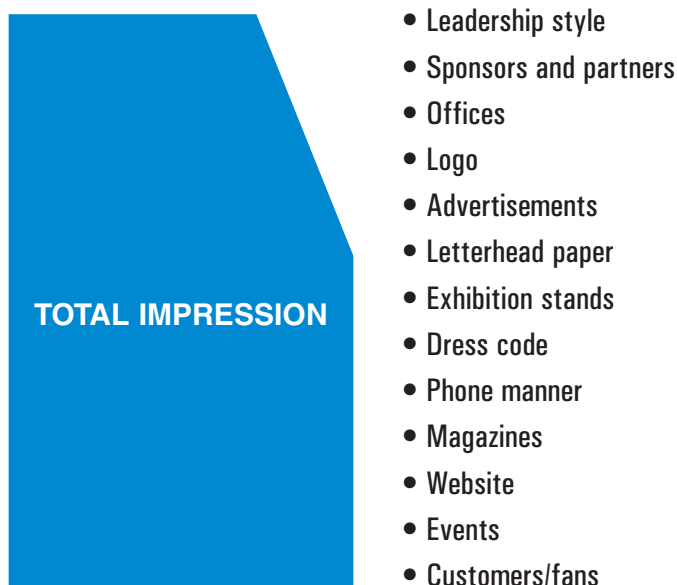 TOTAL IMPRESSION
• Leadership style
• Sponsors and partners
• Offices
• Logo
• Advertisements
• Letterhead paper
• Exhibition stands
• Dress code
• Phone manner
• Magazines
• Website
• Events
• Customers/fans